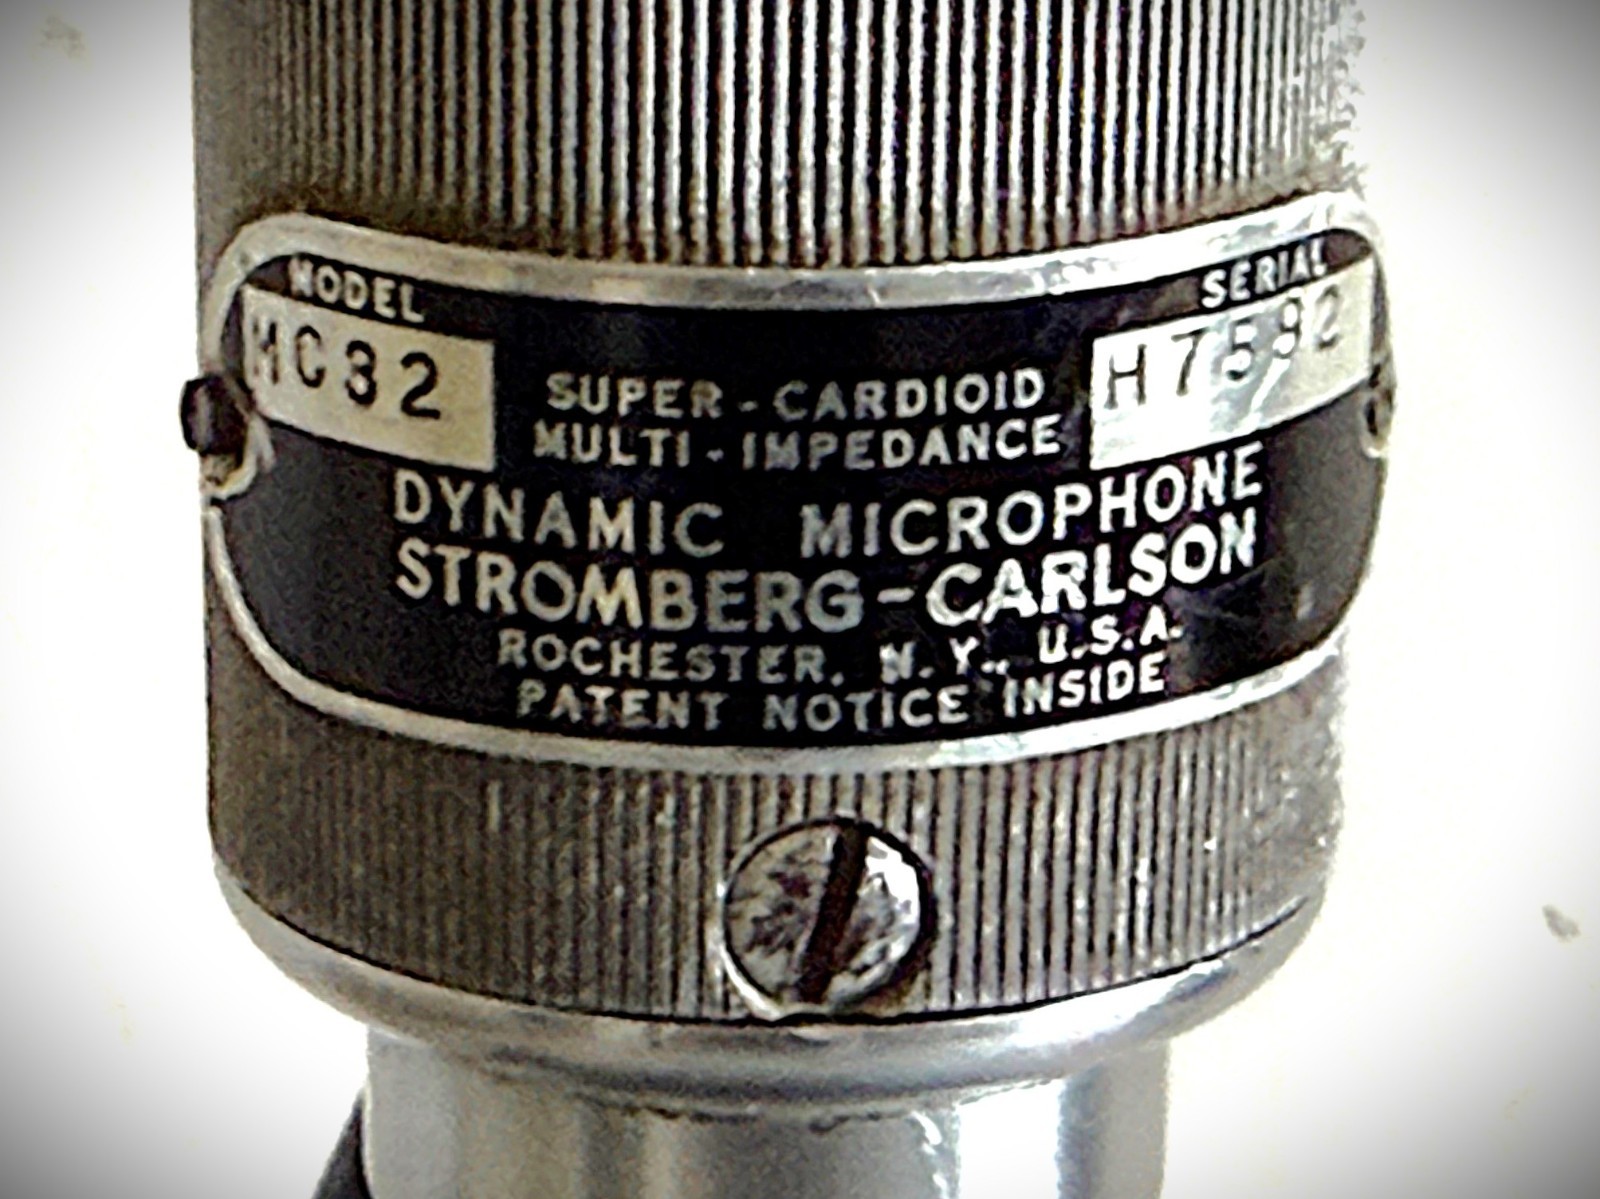 MODEL
SERIAL
MC32
H7592
SUPER-CARDIOID
MULTI-IMPEDANCE
DYNAMIC MICROPHONE
STROMBERG-CARLSON
ROCHESTER, N.Y., U.S.A.
PATENT NOTICE INSIDE